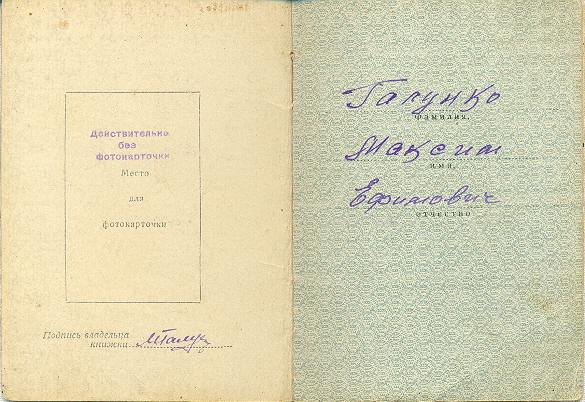 Действительно
без
фотокарточки
Место
для
фотокарточки
Подпись владельца
книжки
Галунко
фамилия,
Максим
имя,
Ефимович
отчество